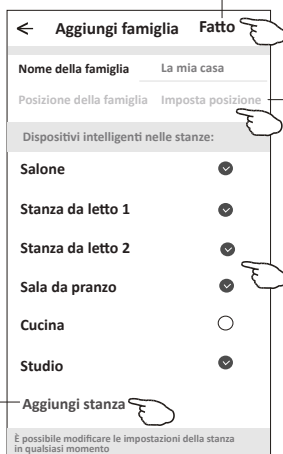 Aggiungi famiglia Fatto
Nome della famiglia La mia casa
Posizione della famiglia Imposta posizione
Dispositivi intelligenti nelle stanze:
Salone
Stanza da letto 1
Stanza da letto 2
Sala da pranzo
Cucina
Studio
Aggiungi stanza
È possibile modificare le impostazioni della stanza
in qualsiasi momento